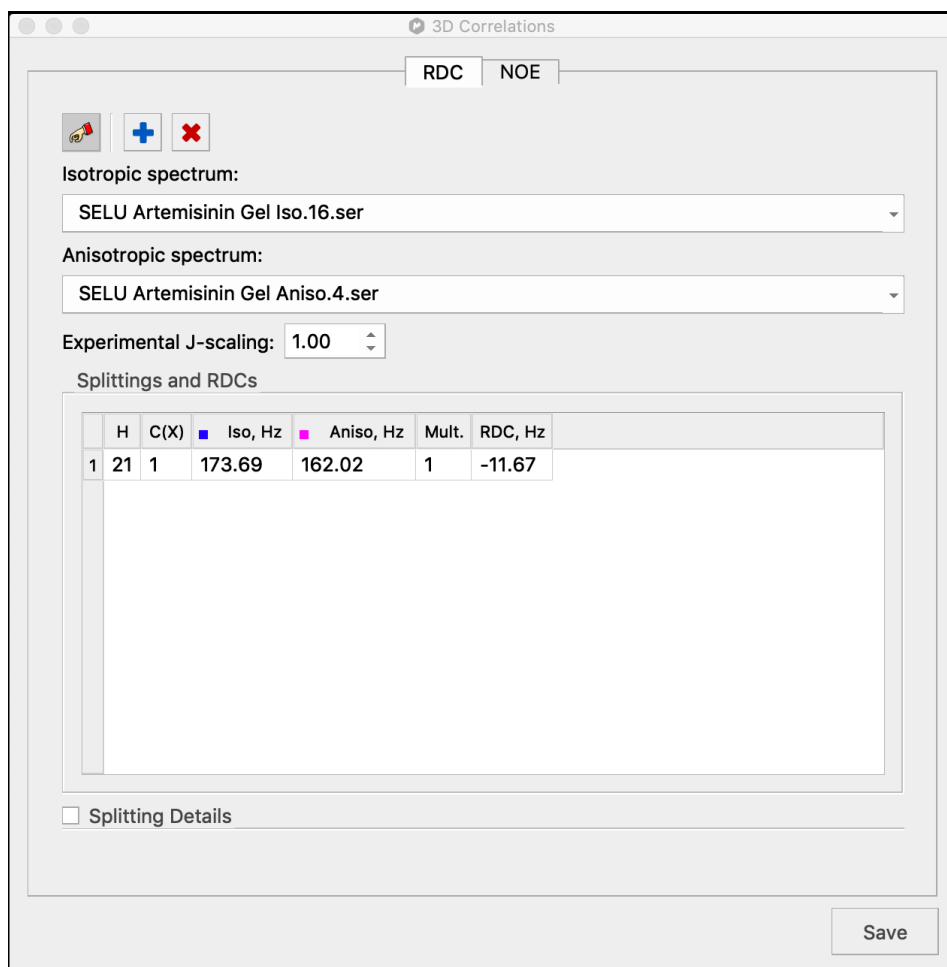 3D Correlations
RDC NOE
Isotropic spectrum:
SELU Artemisinin Gel Iso.16.ser
Anisotropic spectrum:
SELU Artemisinin Gel Aniso.4.ser
Experimental J-scaling: 1.00
Splittings and RDCs
H C(X) Iso, Hz Aniso, Hz Mult. RDC, Hz
1 21 1 173.69 162.02 1 -11.67
Splitting Details
Save